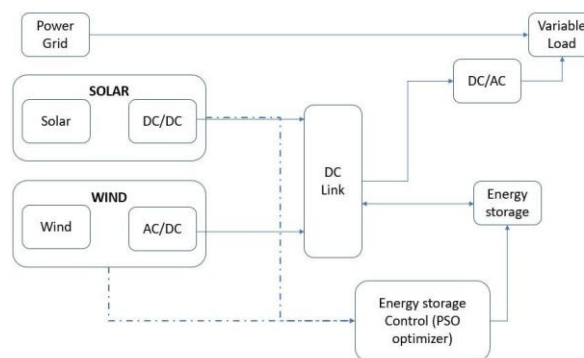 Power
Grid
Variable
Load
SOLAR
Solar
DC/DC
DC/AC
DC
Link
WIND
Wind
AC/DC
Energy
storage
Energy storage
Control (PSO
optimizer)